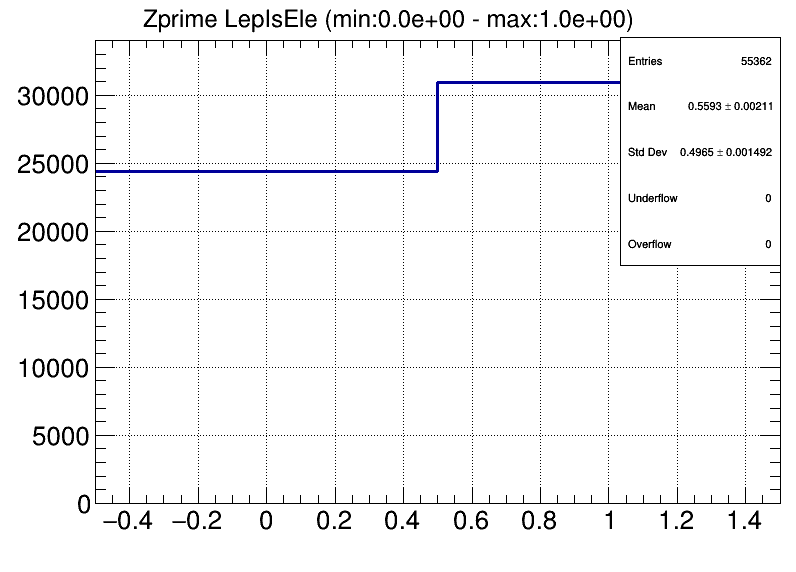 Zprime LepIsEle (min:0.0e+00 - max:1.0e+00)
Entries 55362
Mean 0.5593 ± 0.00211
Std Dev 0.4965 ± 0.001492
Underflow 0
Overflow 0
30000
25000
20000
15000
10000
5000
0
−0.4 −0.2 0 0.2 0.4 0.6 0.8 1 1.2 1.4